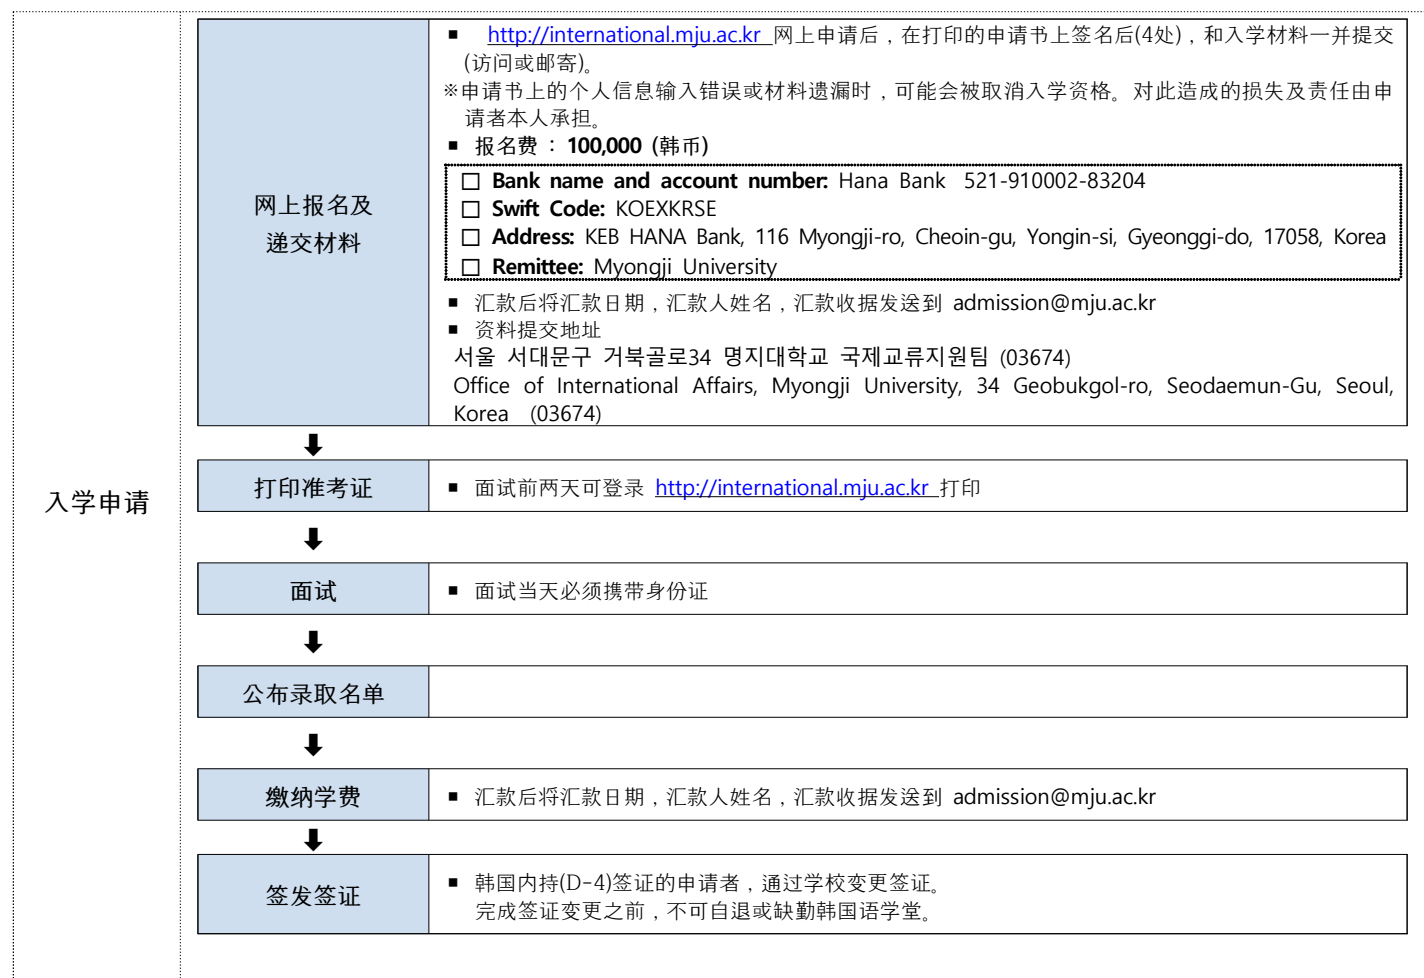 ■ http://international.mju.ac.kr 网上申请后，在打印的申请书上签名后(4处)，和入学材料一并提交
(访问或邮寄)。
※申请书上的个人信息输入错误或材料遗漏时，可能会被取消入学资格。对此造成的损失及责任由申
请者本人承担。
■ 报名费 : 100,000 (韩币)
网上报名及
递交材料
□ Bank name and account number: Hana Bank 521-910002-83204
□ Swift Code: KOEXKRSE
□ Address: KEB HANA Bank, 116 Myongji-ro, Cheoin-gu, Yongin-si, Gyeonggi-do, 17058, Korea
□ Remittee: Myongji University
■ 汇款后将汇款日期，汇款人姓名，汇款收据发送到 admission@mju.ac.kr
■ 资料提交地址
서울 서대문구 거북골로34 명지대학교 국제교류지원팀 (03674)
Office of International Affairs, Myongji University, 34 Geobukgol-ro, Seodaemun-Gu, Seoul,
Korea (03674)
入学申请
打印准考证
■ 面试前两天可登录 http://international.mju.ac.kr 打印
面试
■ 面试当天必须携带身份证
公布录取名单
缴纳学费
■ 汇款后将汇款日期，汇款人姓名，汇款收据发送到 admission@mju.ac.kr
签发签证
■ 韩国内持(D-4)签证的申请者，通过学校变更签证。
完成签证变更之前，不可自退或缺勤韩国语学堂。